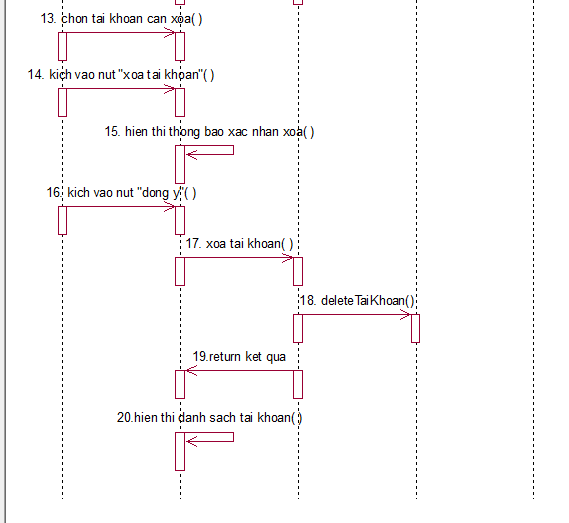 13. chon tai khoan can xoa( )
14. kich vao nut "xoa tai khoan"( )
15. hien thi thong bao xac nhan xoa( )
16. kich vao nut "dong y"( )
17. xoa tai khoan( )
18. deleteTaiKhoan()
19.return ket qua
20.hien thi danh sach tai khoan( )